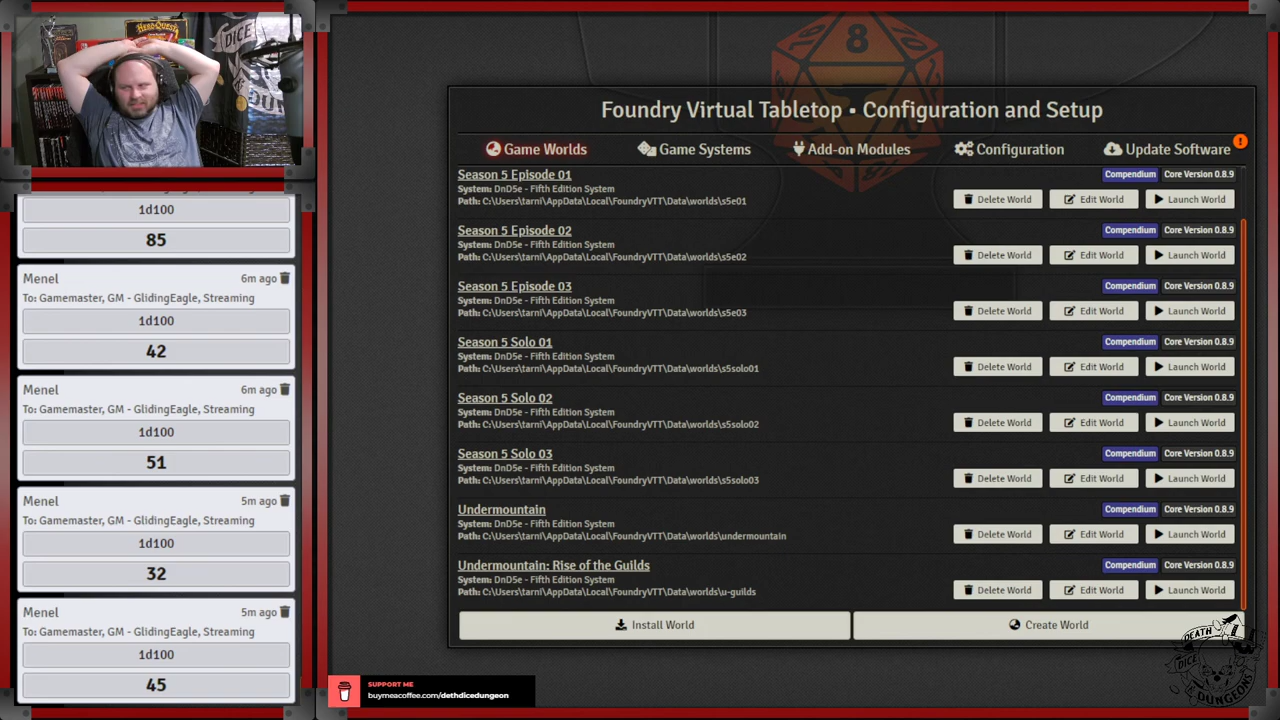 HEROQUEST
DICE
1d100
85
Menel
6m ago
To: Gamemaster, GM - GlidingEagle, Streaming
1d100
42
Menel
6m ago
To: Gamemaster, GM - GlidingEagle, Streaming
1d100
51
Menel
5m ago
To: Gamemaster, GM - GlidingEagle, Streaming
1d100
32
Menel
5m ago
To: Gamemaster, GM - GlidingEagle, Streaming
1d100
45
8
Foundry Virtual Tabletop • Configuration and Setup
Game Worlds
Game Systems
Add-on Modules
Configuration
Update Software
!
Season 5 Episode 01
Compendium
Core Version 0.8.9
System: DnD5e - Fifth Edition System
Path: C:\Users\tarni\AppData\Local\FoundryVTT\Data\worlds\s5e01
Delete World
Edit World
Launch World
Season 5 Episode 02
Compendium
Core Version 0.8.9
System: DnD5e - Fifth Edition System
Path: C:\Users\tarni\AppData\Local\FoundryVTT\Data\worlds\s5e02
Delete World
Edit World
Launch World
Season 5 Episode 03
Compendium
Core Version 0.8.9
System: DnD5e - Fifth Edition System
Path: C:\Users\tarni\AppData\Local\FoundryVTT\Data\worlds\s5e03
Delete World
Edit World
Launch World
Season 5 Solo 01
Compendium
Core Version 0.8.9
System: DnD5e - Fifth Edition System
Path: C:\Users\tarni\AppData\Local\FoundryVTT\Data\worlds\s5solo01
Delete World
Edit World
Launch World
Season 5 Solo 02
Compendium
Core Version 0.8.9
System: DnD5e - Fifth Edition System
Path: C:\Users\tarni\AppData\Local\FoundryVTT\Data\worlds\s5solo02
Delete World
Edit World
Launch World
Season 5 Solo 03
Compendium
Core Version 0.8.9
System: DnD5e - Fifth Edition System
Path: C:\Users\tarni\AppData\Local\FoundryVTT\Data\worlds\s5solo03
Delete World
Edit World
Launch World
Undermountain
Compendium
Core Version 0.8.9
System: DnD5e - Fifth Edition System
Path: C:\Users\tarni\AppData\Local\FoundryVTT\Data\worlds\undermountain
Delete World
Edit World
Launch World
Undermountain: Rise of the Guilds
Compendium
Core Version 0.8.9
System: DnD5e - Fifth Edition System
Path: C:\Users\tarni\AppData\Local\FoundryVTT\Data\worlds\u-guilds
Delete World
Edit World
Launch World
Install World
Create World
SUPPORT ME
buymeacoffee.com/dethdicedungeon
DEATH
DICE
& DUNGEONS